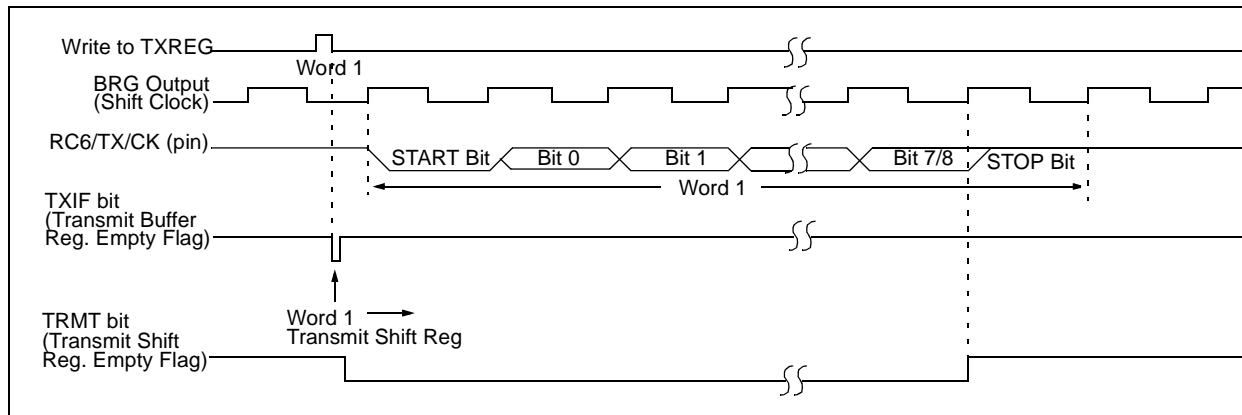 Write to TXREG
Word 1
BRG Output
(Shift Clock)
RC6/TX/CK (pin)
START Bit
Bit 0
Bit 1
Bit 7/8
STOP Bit
Word 1
TXIF bit
(Transmit Buffer
Reg. Empty Flag)
Word 1
Transmit Shift Reg
TRMT bit
(Transmit Shift
Reg. Empty Flag)